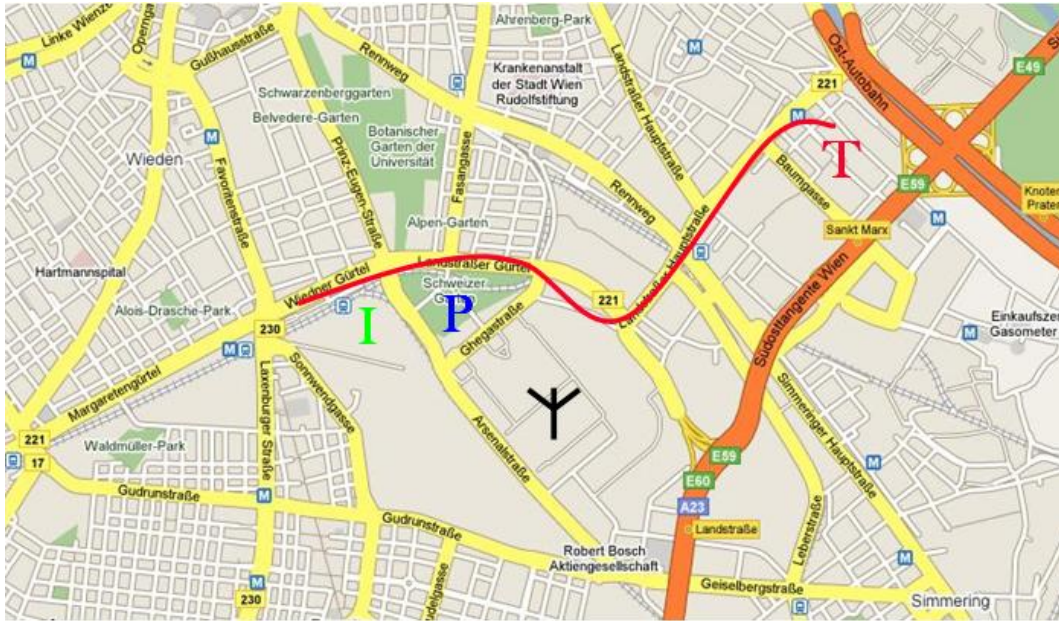 Linke Wienze
Operngа
Gußhausstraße
Ahrenberg-Park
Rennweg
Krankenanstalt
der Stadt Wien
Rudolfstiftung
Landstraßer Hauptstraße
M
221
Ost-Autobahn
E49
Schwarzenberggarten
Belvedere-Garten
Botanischer
Garten der
Universität
Wieden
Favoritenstraße
Prinz-Eugen-Straße
Fasangasse
Rennweg
T
Baumgasse
E59
Knoten
Prater
Alpen-Garten
Sankt Marx
Hartmannspital
Wiedner Gürtel
Landstraßer Gürtel
Schweizer
Landstraßer Hauptstraße
Südosttangente Wien
Alois-Drasche-Park
I
P
221
230
Ghegastraße
Einkaufsze
Gasometer
Margaretengürtel
Laxenburger Straße
Sonnwendgasse
Simmeringer Hauptstraße
221
17
Waldmüller-Park
Arsenalstraße
E59
E60
A23
Landstraße
Gudrunstraße
Gudrunstraße
Leberstraße
Robert Bosch
Aktiengesellschaft
Geiselbergstraße
230
udelgasse
Simmering